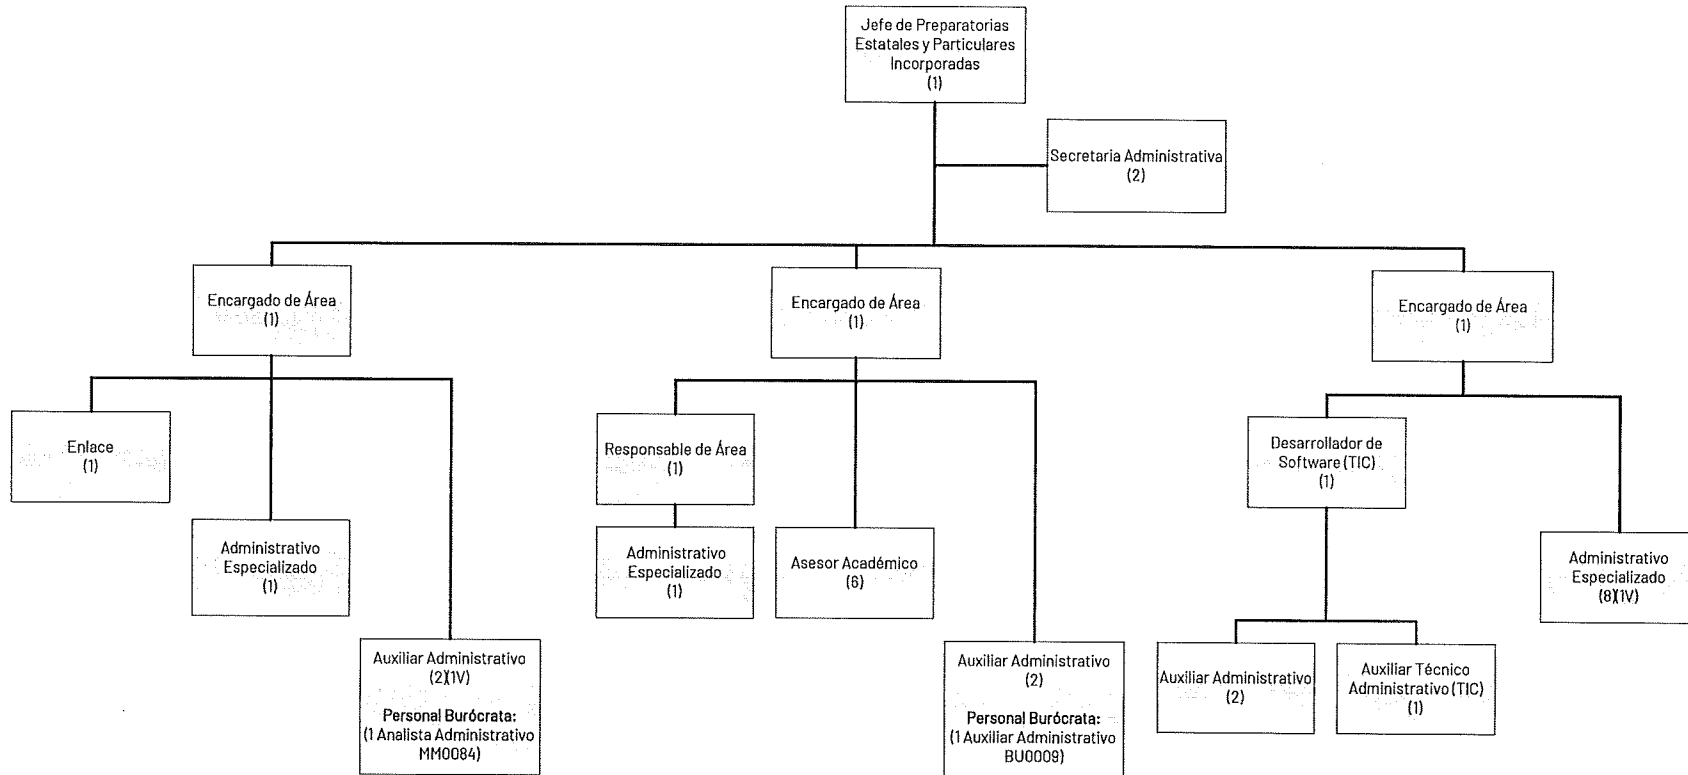 Jefe de Preparatorias
Estatales y Particulares
Incorporadas
(1)
Secretaria Administrativa
(2)
Encargado de Área
(1)
Encargado de Área
(1)
Encargado de Área
(1)
Enlace
(1)
Administrativo
Especializado
(1)
Auxiliar Administrativo
(2)(1V)
Personal Burócrata:
(1 Analista Administrativo
MM0084)
Responsable de Área
(1)
Administrativo
Especializado
(1)
Asesor Académico
(6)
Auxiliar Administrativo
(2)
Personal Burócrata:
(1 Auxiliar Administrativo
BU0009)
Desarrollador de
Software (TIC)
(1)
Auxiliar Administrativo
(2)
Auxiliar Técnico
Administrativo (TIC)
(1)
Administrativo
Especializado
(8)(1V)